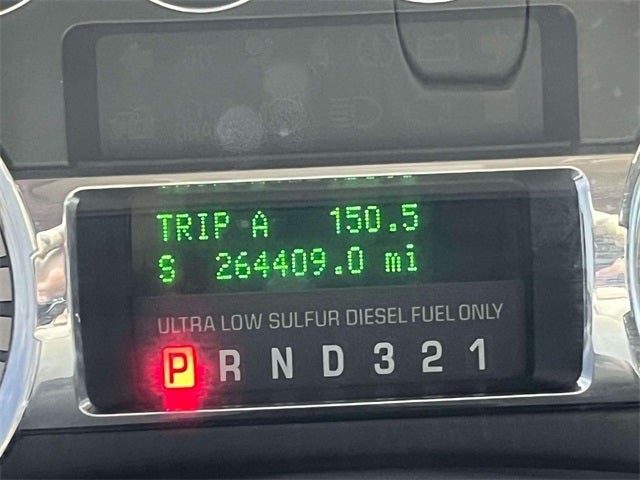 TRIP A 150.5
S 264409.0 mi
ULTRA LOW SULFUR DIESEL FUEL ONLY
P R N D 3 2 1